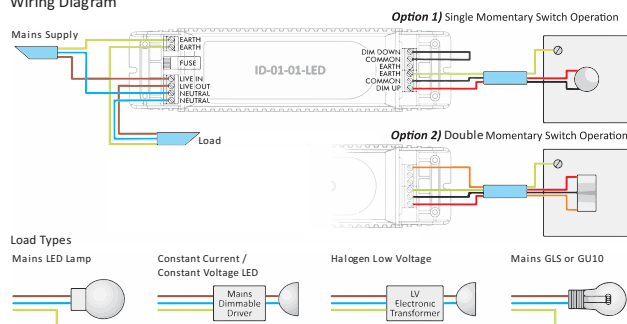 Wiring Diagram
Option 1) Single Momentary Switch Operation
Mains Supply
EARTH
EARTH
FUSE
LIVE IN
LIVE OUT
NEUTRAL
NEUTRAL
ID-01-01-LED
DIM DOWN
COMMON
EARTH
EARTH
COMMON
DIM UP
Load
Option 2) Double Momentary Switch Operation
Load Types
Mains LED Lamp
Constant Current /
Constant Voltage LED
Mains
Dimmable
Driver
Halogen Low Voltage
LV
Electronic
Transformer
Mains GLS or GU10